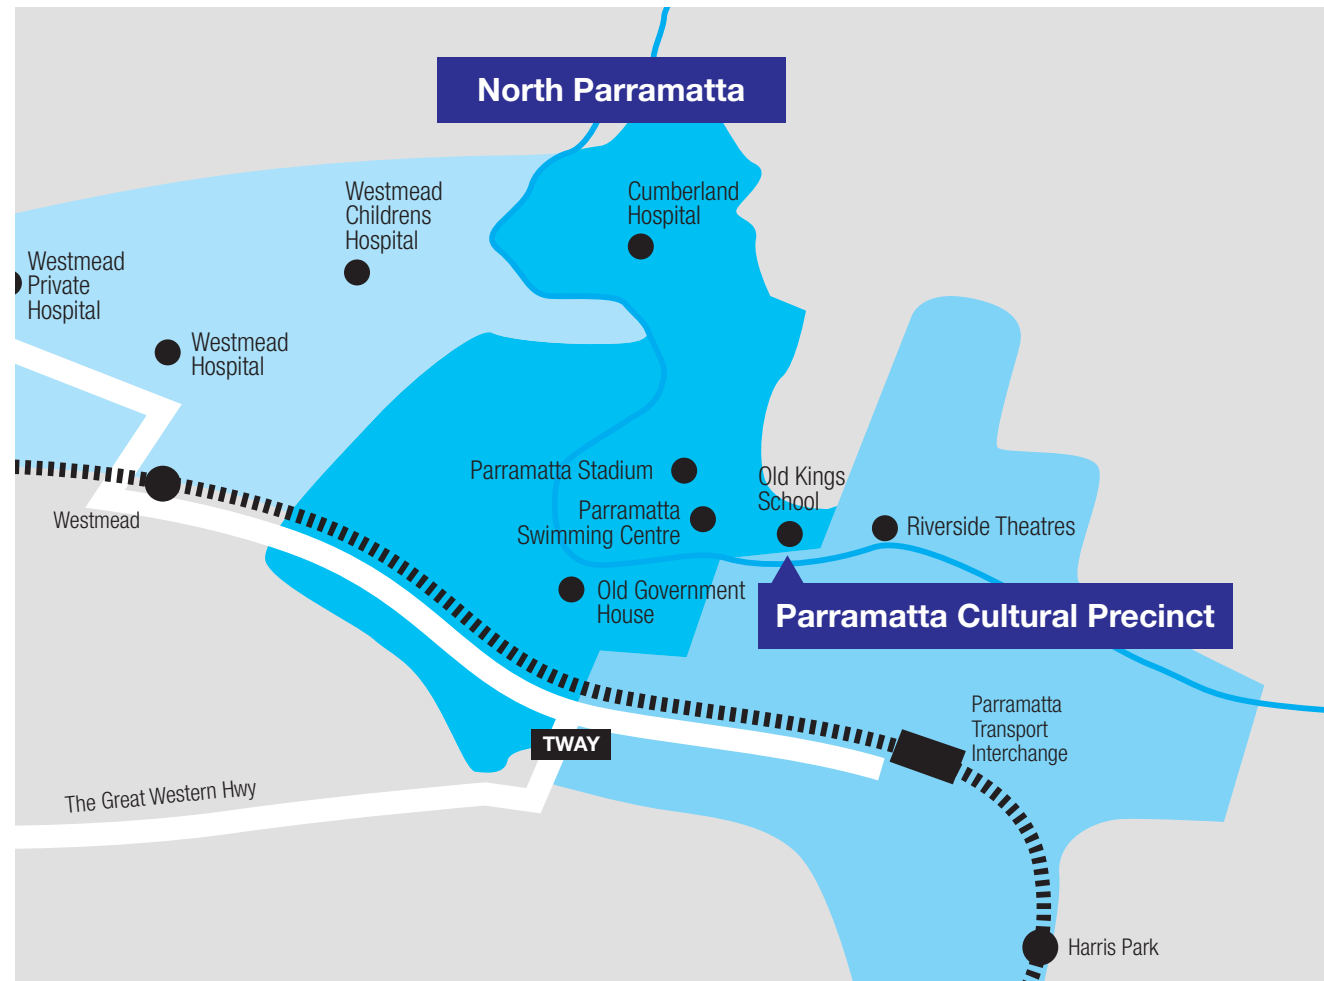 North Parramatta
Westmead
Childrens
Hospital
Cumberland
Hospital
Westmead
Private
Hospital
Westmead
Hospital
Parramatta Stadium
Old Kings
School
Parramatta
Swimming Centre
Riverside Theatres
Westmead
Old Government
House
Parramatta Cultural Precinct
Parramatta
Transport
Interchange
TWAY
The Great Western Hwy
Harris Park